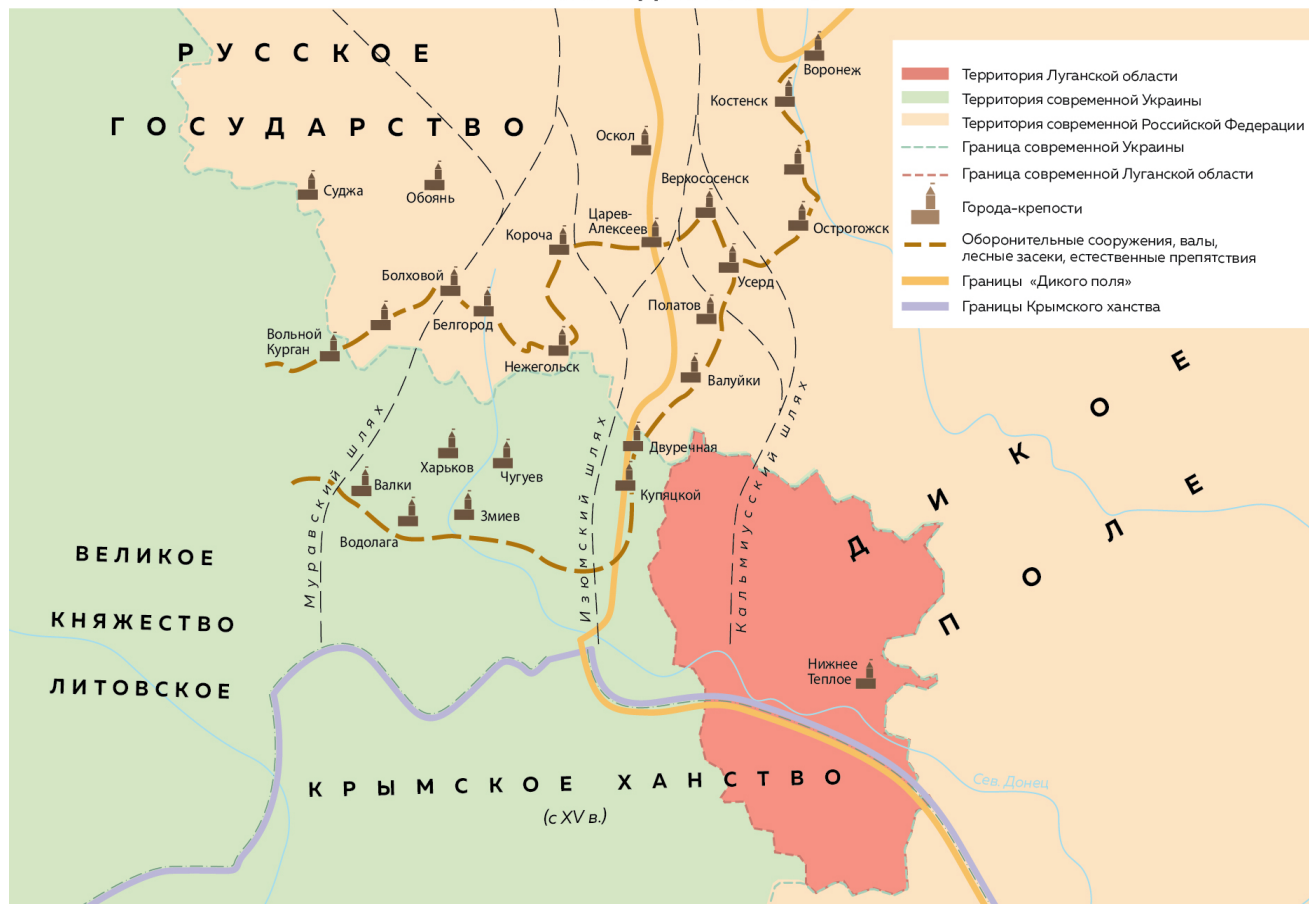 РУССКОЕ
ГОСУДАРСТВО
Воронеж
Костенск
Оскол
Веркососенск
Суджа
Обоянь
Царев-
Алексеев
Острогожск
Короча
Болховой
Усерд
Полатов
Белгород
Вольной
Курган
Нежегольск
Валуйки
Двуречная
Харьков
Чугуев
Купяцкой
Валки
Змиев
Водолага
Муравский шлях
Изюмский шлях
Кальмиусский шлях
ДИКОЕ
ПОЛЕ
ВЕЛИКОЕ
КНЯЖЕСТВО
ЛИТОВСКОЕ
Нижнее
Теплое
КРЫМСКОЕ ХАНСТВО
(с XV в.)
Сев. Донец
Территория Луганской области
Территория современной Украины
Территория современной Российской Федерации
Граница современной Украины
Граница современной Луганской области
Города-крепости
Оборонительные сооружения, валы,
лесные засеки, естественные препятствия
Границы «Дикого поля»
Границы Крымского ханства